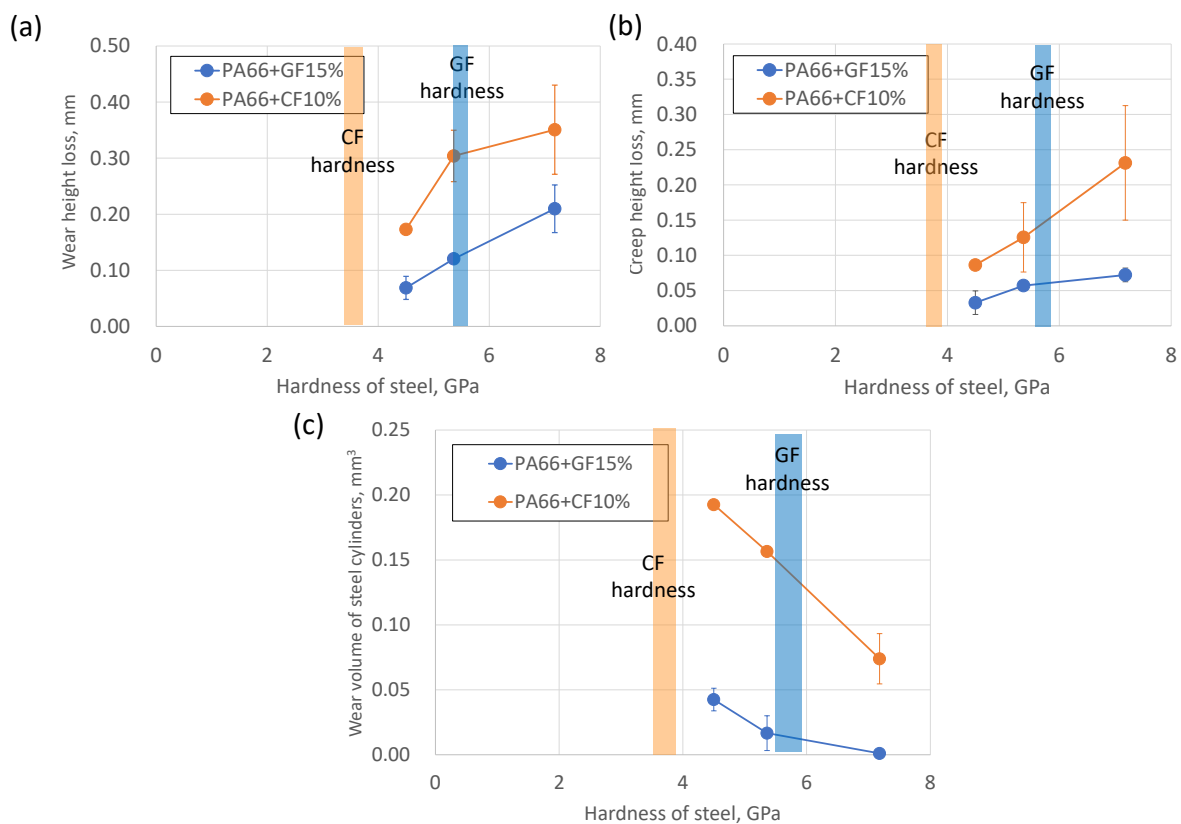 (a)
0.50
0.40
0.30
0.20
0.10
0.00
Wear height loss, mm
PA66+GF15%
PA66+CF10%
GF
hardness
CF
hardness
0 2 4 6 8
Hardness of steel, GPa
(b)
0.40
0.35
0.30
0.25
0.20
0.15
0.10
0.05
0.00
Creep height loss, mm
PA66+GF15%
PA66+CF10%
GF
hardness
CF
hardness
0 2 4 6 8
Hardness of steel, GPa
(c)
0.25
0.20
0.15
0.10
0.05
0.00
Wear volume of steel cylinders, mm³
PA66+GF15%
PA66+CF10%
GF
hardness
CF
hardness
0 2 4 6 8
Hardness of steel, GPa